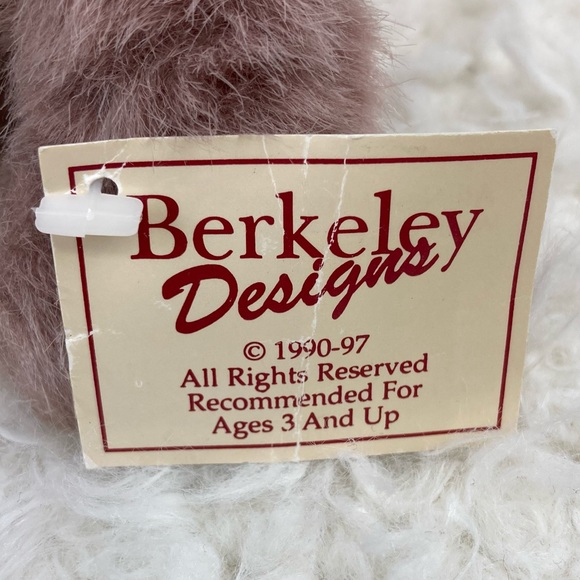 Berkeley
Designs
© 1990-97
All Rights Reserved
Recommended For
Ages 3 And Up